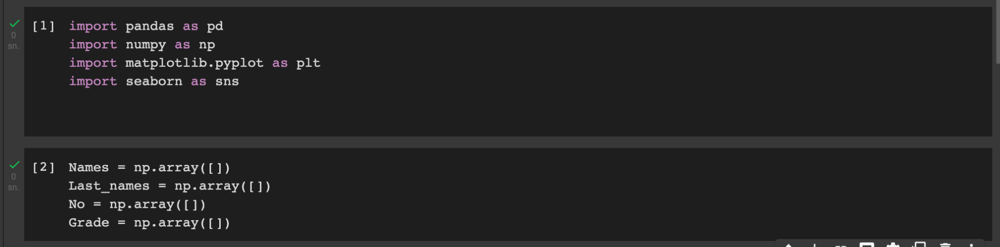 [1] import pandas as pd
import numpy as np
import matplotlib.pyplot as plt
import seaborn as sns
0
sn.
[2] Names = np.array([])
Last_names = np.array([])
No = np.array([])
Grade = np.array([])
0
sn.